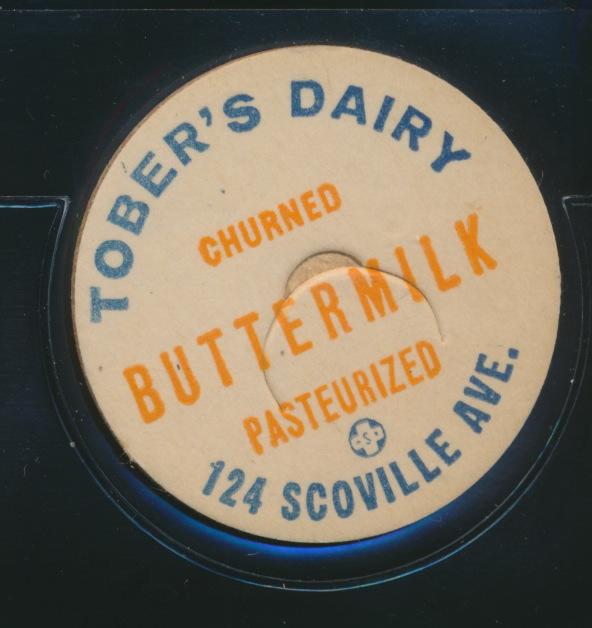 TOBER'S DAIRY
CHURNED
BUTTERMILK
PASTEURIZED
124 SCOVILLE AVE.